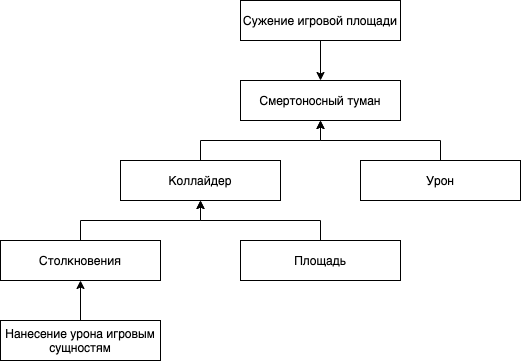 Сужение игровой площади
Смертоносный туман
Коллайдер
Урон
Столкновения
Площадь
Нанесение урона игровым
сущностям